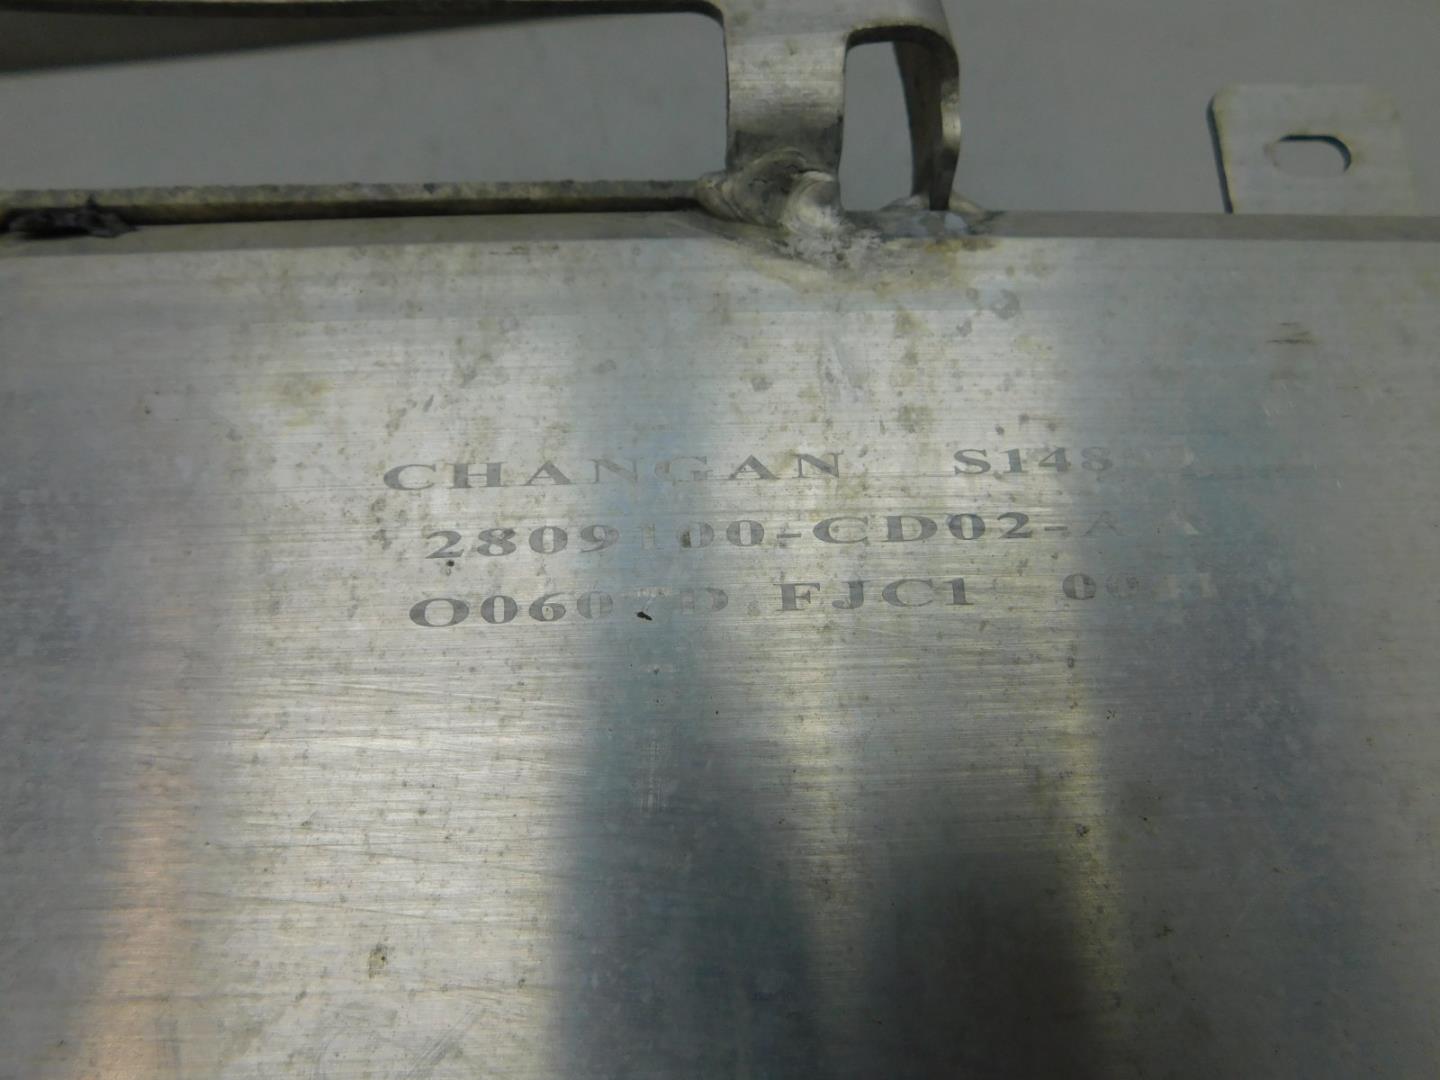 CHANGAN S148
2809100-CD02-A
O0607D FJC1